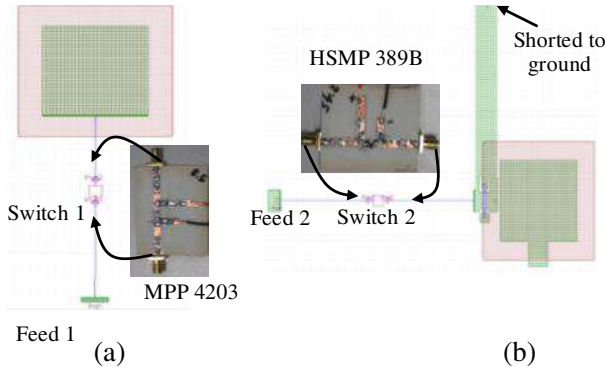 Shorted to
ground
HSMP 389B
Switch 1
MPP 4203
Feed 2
Switch 2
Feed 1
(a)
(b)